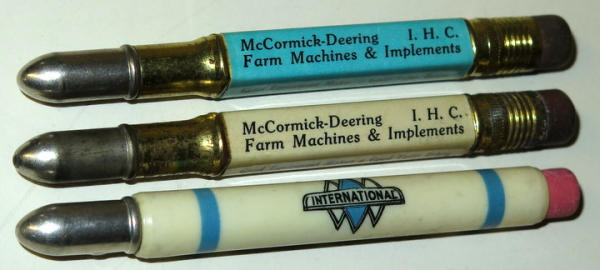 McCormick-Deering I. H. C.
Farm Machines & Implements
McCormick-Deering I. H. C.
Farm Machines & Implements
INTERNATIONAL